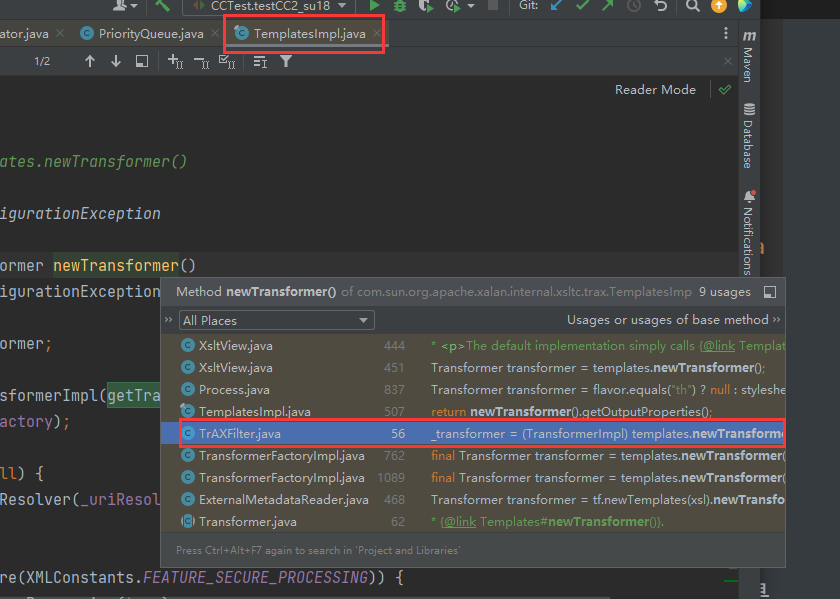 CCTest.testCC2_su18 Git:
ator.java PriorityQueue.java TemplatesImpl.java
1/2
Reader Mode
Maven
Database
Notifications
ates.newTransformer()
igurationException
ormer newTransformer()
igurationException
Method newTransformer() of com.sun.org.apache.xalan.internal.xsltc.trax.TemplatesImp 9 usages
All Places Usages or usages of base method
XsltView.java 444 * <p>The default implementation simply calls {@link Templat
XsltView.java 451 Transformer transformer = templates.newTransformer();
Process.java 837 Transformer transformer = flavor.equals("th") ? null : styleshe
TemplatesImpl.java 507 return newTransformer().getOutputProperties();
TrAXFilter.java 56 _transformer = (TransformerImpl) templates.newTransforme
TransformerFactoryImpl.java 762 final Transformer transformer = templates.newTransformer(
TransformerFactoryImpl.java 1089 final Transformer transformer = templates.newTransformer(
ExternalMetadataReader.java 468 Transformer transformer = tf.newTemplates(xsl).newTransfo
Transformer.java 62 * {@link Templates#newTransformer()}.
Press Ctrl+Alt+F7 again to search in 'Project and Libraries'
ormer;
sformerImpl(getTra
actory);
ll) {
Resolver(_uriResol
re(XMLConstants.FEATURE_SECURE_PROCESSING)) {